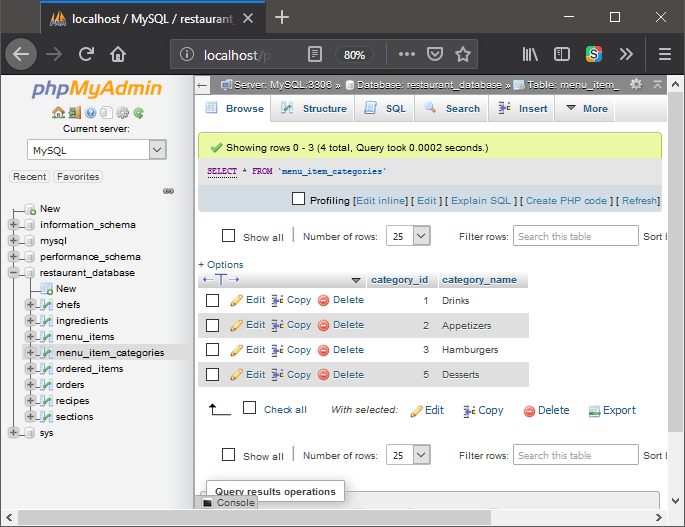 localhost / MySQL / restaurant_
localhost/p
80%
phpMyAdmin
Current server:
MySQL
Recent
Favorites
New
information_schema
mysql
performance_schema
restaurant_database
New
chefs
ingredients
menu_items
menu_item_categories
ordered_items
orders
recipes
sections
sys
Server: MySQL:3306 » Database: restaurant_database » Table: menu_item_
Browse Structure SQL Search Insert More
Showing rows 0 - 3 (4 total, Query took 0.0002 seconds.)
SELECT * FROM `menu_item_categories`
Profiling [Edit inline] [ Edit ] [ Explain SQL ] [ Create PHP code ] [ Refresh]
Show all | Number of rows: 25 Filter rows: Search this table Sort b
+ Options
category_id category_name
Edit Copy Delete 1 Drinks
Edit Copy Delete 2 Appetizers
Edit Copy Delete 3 Hamburgers
Edit Copy Delete 5 Desserts
Check all With selected: Edit Copy Delete Export
Show all | Number of rows: 25 Filter rows: Search this table Sort b
Query results operations
Console